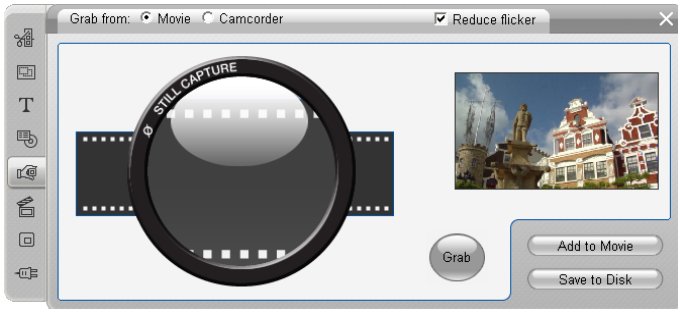 Grab from: Movie Camcorder Reduce flicker
T
Ø STILL CAPTURE
Grab
Add to Movie
Save to Disk